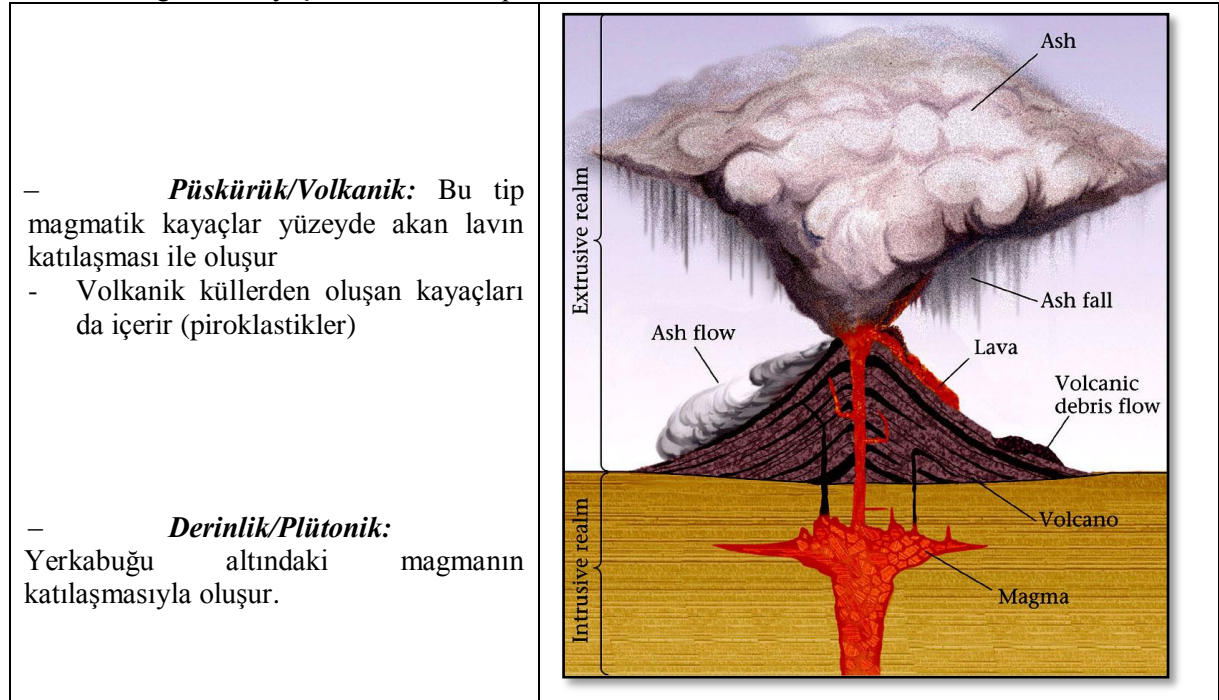 – Püskürük/Volkanik: Bu tip
magmatik kayaçlar yüzeyde akan lavın
katılaşması ile oluşur
- Volkanik küllerden oluşan kayaçları
da içerir (piroklastikler)
– Derinlik/Plütonik:
Yerkabuğu altındaki magmanın
katılaşmasıyla oluşur.
Ash
Extrusive realm
Ash fall
Ash flow
Lava
Volcanic
debris flow
Volcano
Intrusive realm
Magma